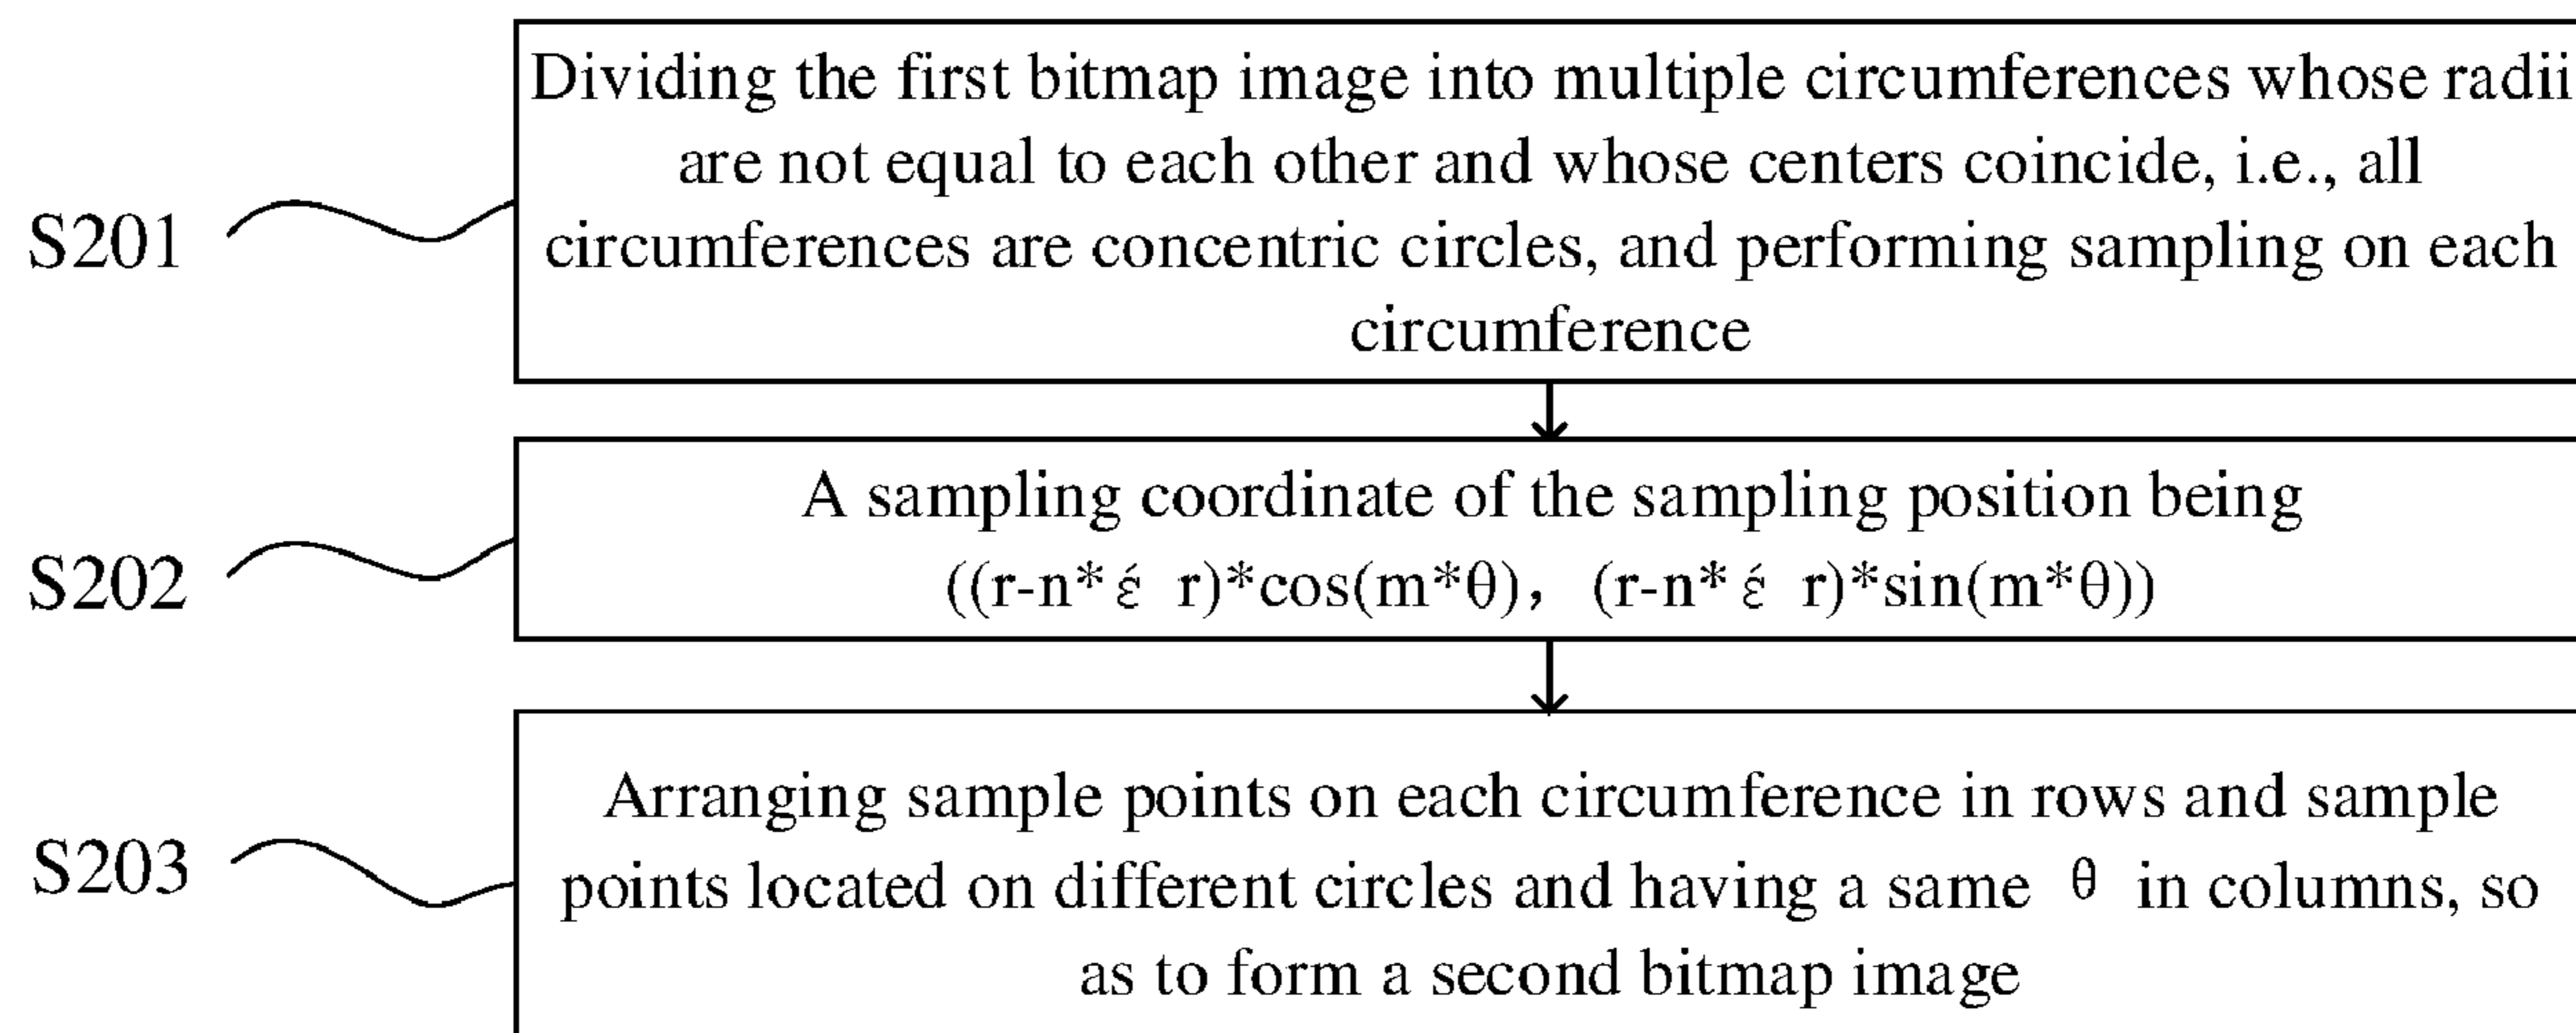 Dividing the first bitmap image into multiple circumferences whose radii
are not equal to each other and whose centers coincide, i.e., all
S201
circumferences are concentric circles, and performing sampling on each
circumference
A sampling coordinate of the sampling position being
S202
((r-n*έ r)*cos(m*θ), (r-n*έ r)*sin(m*θ))
Arranging sample points on each circumference in rows and sample
S203
points located on different circles and having a same θ in columns, so
as to form a second bitmap image